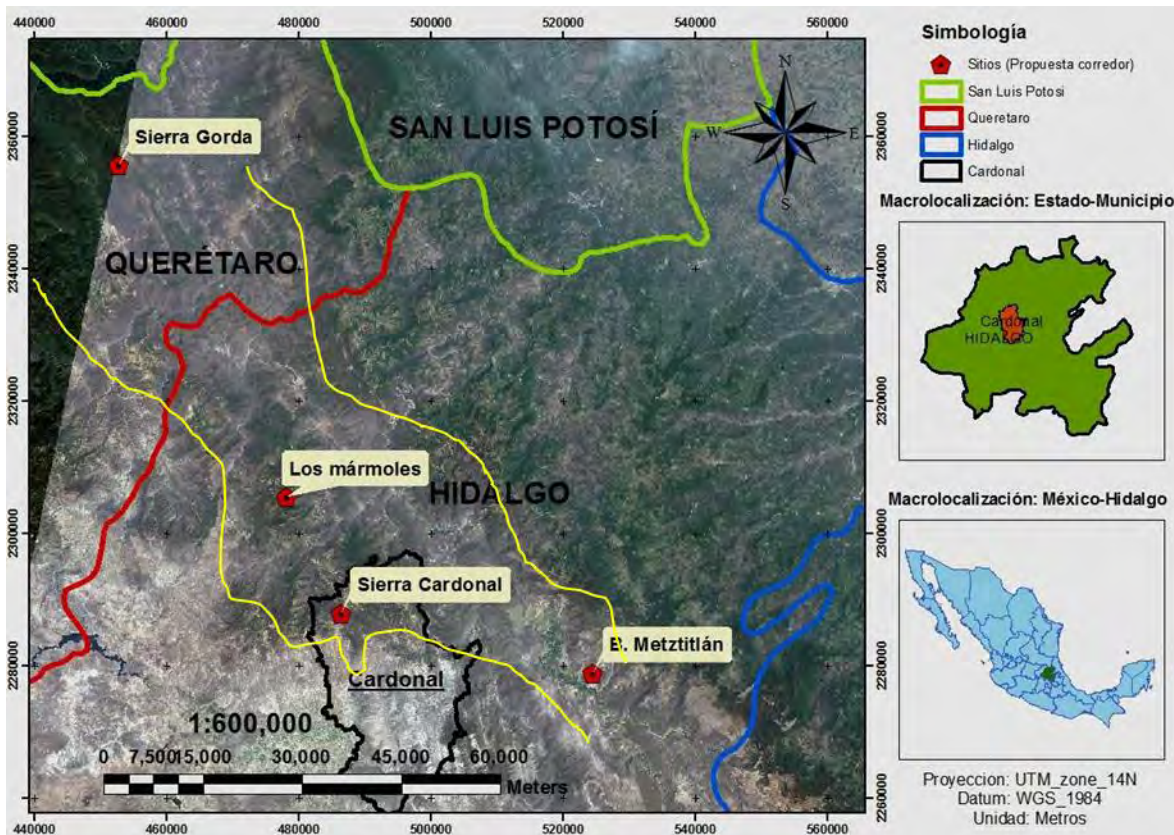 440000 460000 480000 500000 520000 540000 560000
Simbología
Sitios (Propuesta corredor)
San Luis Potosi
Queretaro
Hidalgo
Cardonal
N
W E
S
SAN LUIS POTOSÍ
Sierra Gorda
QUERÉTARO
Los mármoles
HIDALGO
Sierra Cardonal
B. Metztitlán
Cardonal
1:600,000
0 7,500 15,000 30,000 45,000 60,000
Meters
2360000
2340000
2320000
2300000
2280000
2360000
2340000
2320000
2300000
2280000
2260000
440000 460000 480000 500000 520000 540000 560000
Macrolocalización: Estado-Municipio
Cardonal
HIDALGO
Macrolocalización: México-Hidalgo
Proyeccion: UTM_zone_14N
Datum: WGS_1984
Unidad: Metros